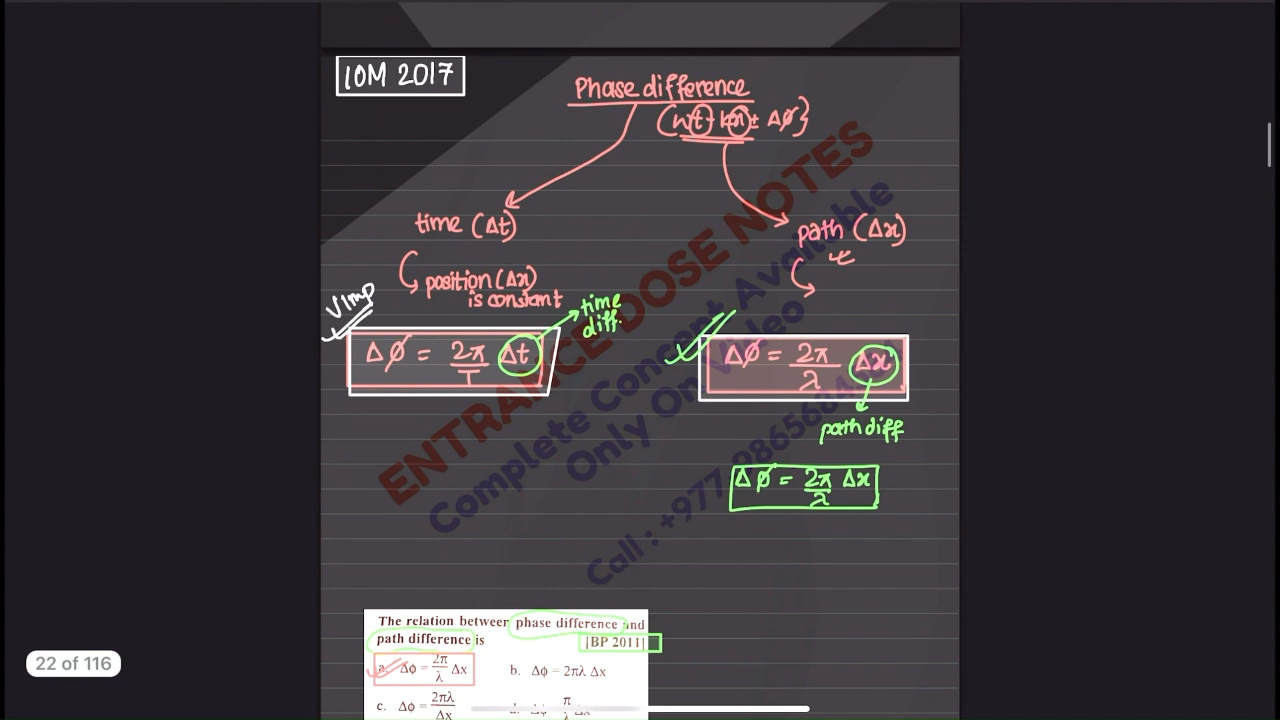 IOM 2017
Phase difference
(wt - kx ± Δφ}
time (Δt)
path (Δx)
position (Δx)
is constant
V Imp
time
diff.
Δφ = 2π/T Δt
Δφ = 2π/λ Δx
path diff
Δφ = 2π/λ Δx
ENTRANCE DOSE NOTES
Complete Concept Available
Only On Video
Call : +977
The relation between phase difference and
path difference is [BP 2011]
a. Δφ = 2π/λ Δx b. Δφ = 2πλ Δx
c. Δφ = 2πλ/Δx
22 of 116